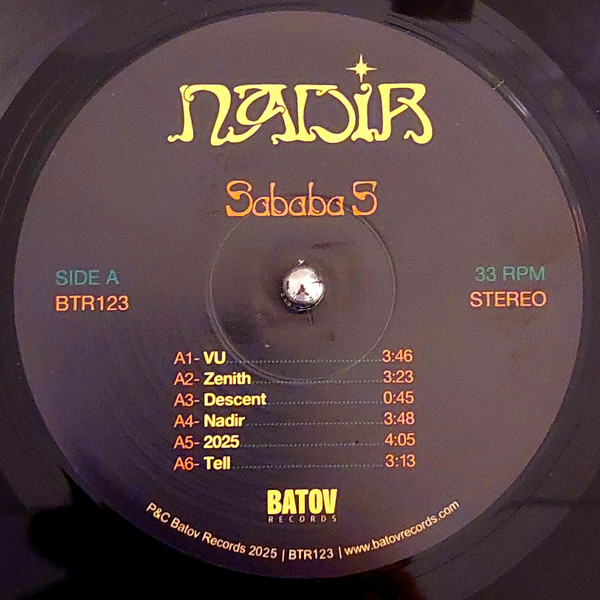 NADIR
Sababa 5
SIDE A
33 RPM
BTR123
STEREO
A1- VU 3:46
A2- Zenith 3:23
A3- Descent 0:45
A4- Nadir 3:48
A5- 2025 4:05
A6- Tell 3:13
BATOV
RECORDS
P&C Batov Records 2025 | BTR123 | www.batovrecords.com